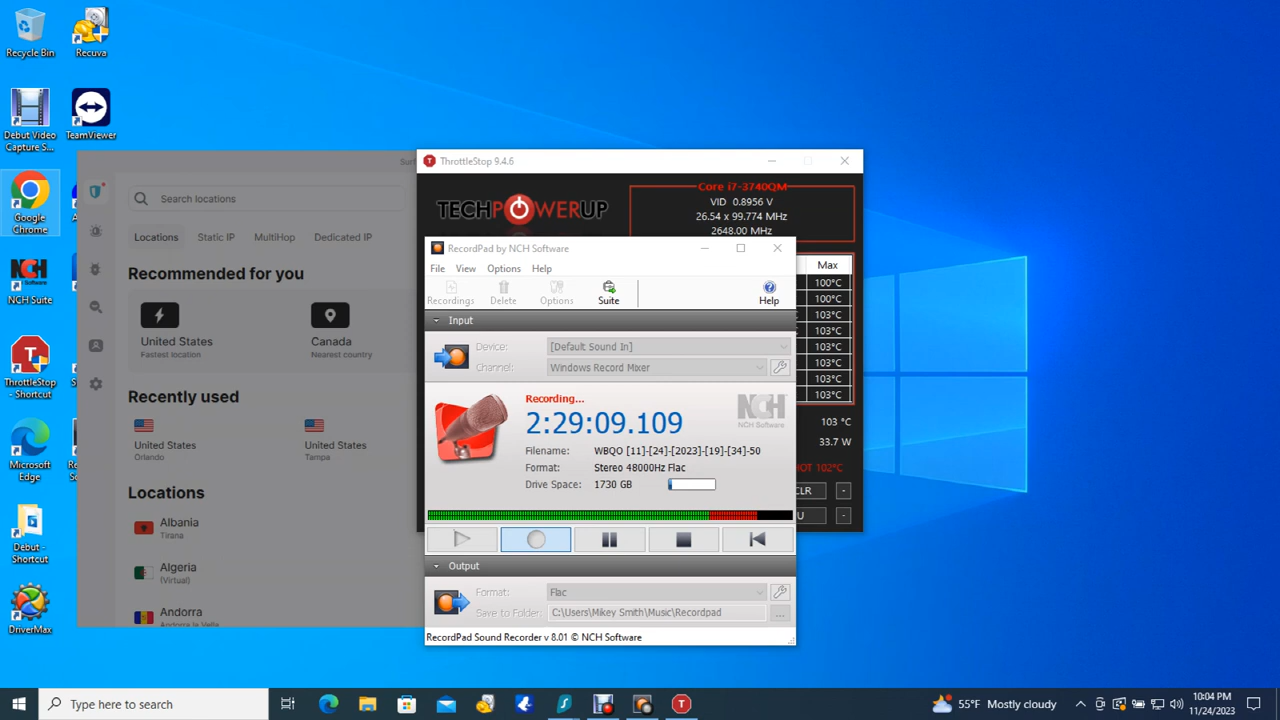 Recycle Bin
Recuva
Debut Video
Capture S...
TeamViewer
Google
Chrome
NCH
NCH Suite
ThrottleStop
- Shortcut
Microsoft
Edge
Debut -
Shortcut
DriverMax
Surf
Search locations
Locations
Static IP
MultiHop
Dedicated IP
Recommended for you
United States
Fastest location
Canada
Nearest country
Recently used
United States
Orlando
United States
Tampa
Locations
Albania
Tirana
Algeria
(Virtual)
Andorra
Andorra la Vella
ThrottleStop 9.4.6
TECHPOWERUP
Core i7-3740QM
VID 0.8956 V
26.54 x 99.774 MHz
2648.00 MHz
Max
100°C
100°C
103°C
103°C
103°C
103°C
103°C
103°C
103 °C
33.7 W
HOT 102°C
CLR
-
U
-
RecordPad by NCH Software
File
View
Options
Help
Recordings
Delete
Options
Suite
Help
Input
Device:
[Default Sound In]
Channel:
Windows Record Mixer
Recording...
2:29:09.109
NCH
NCH Software
Filename:
WBQO [11]-[24]-[2023]-[19]-[34]-50
Format:
Stereo 48000Hz Flac
Drive Space:
1730 GB
Output
Format:
Flac
Save to Folder:
C:\Users\Mikey Smith\Music\Recordpad
...
RecordPad Sound Recorder v 8.01 © NCH Software
Type here to search
55°F Mostly cloudy
10:04 PM
11/24/2023